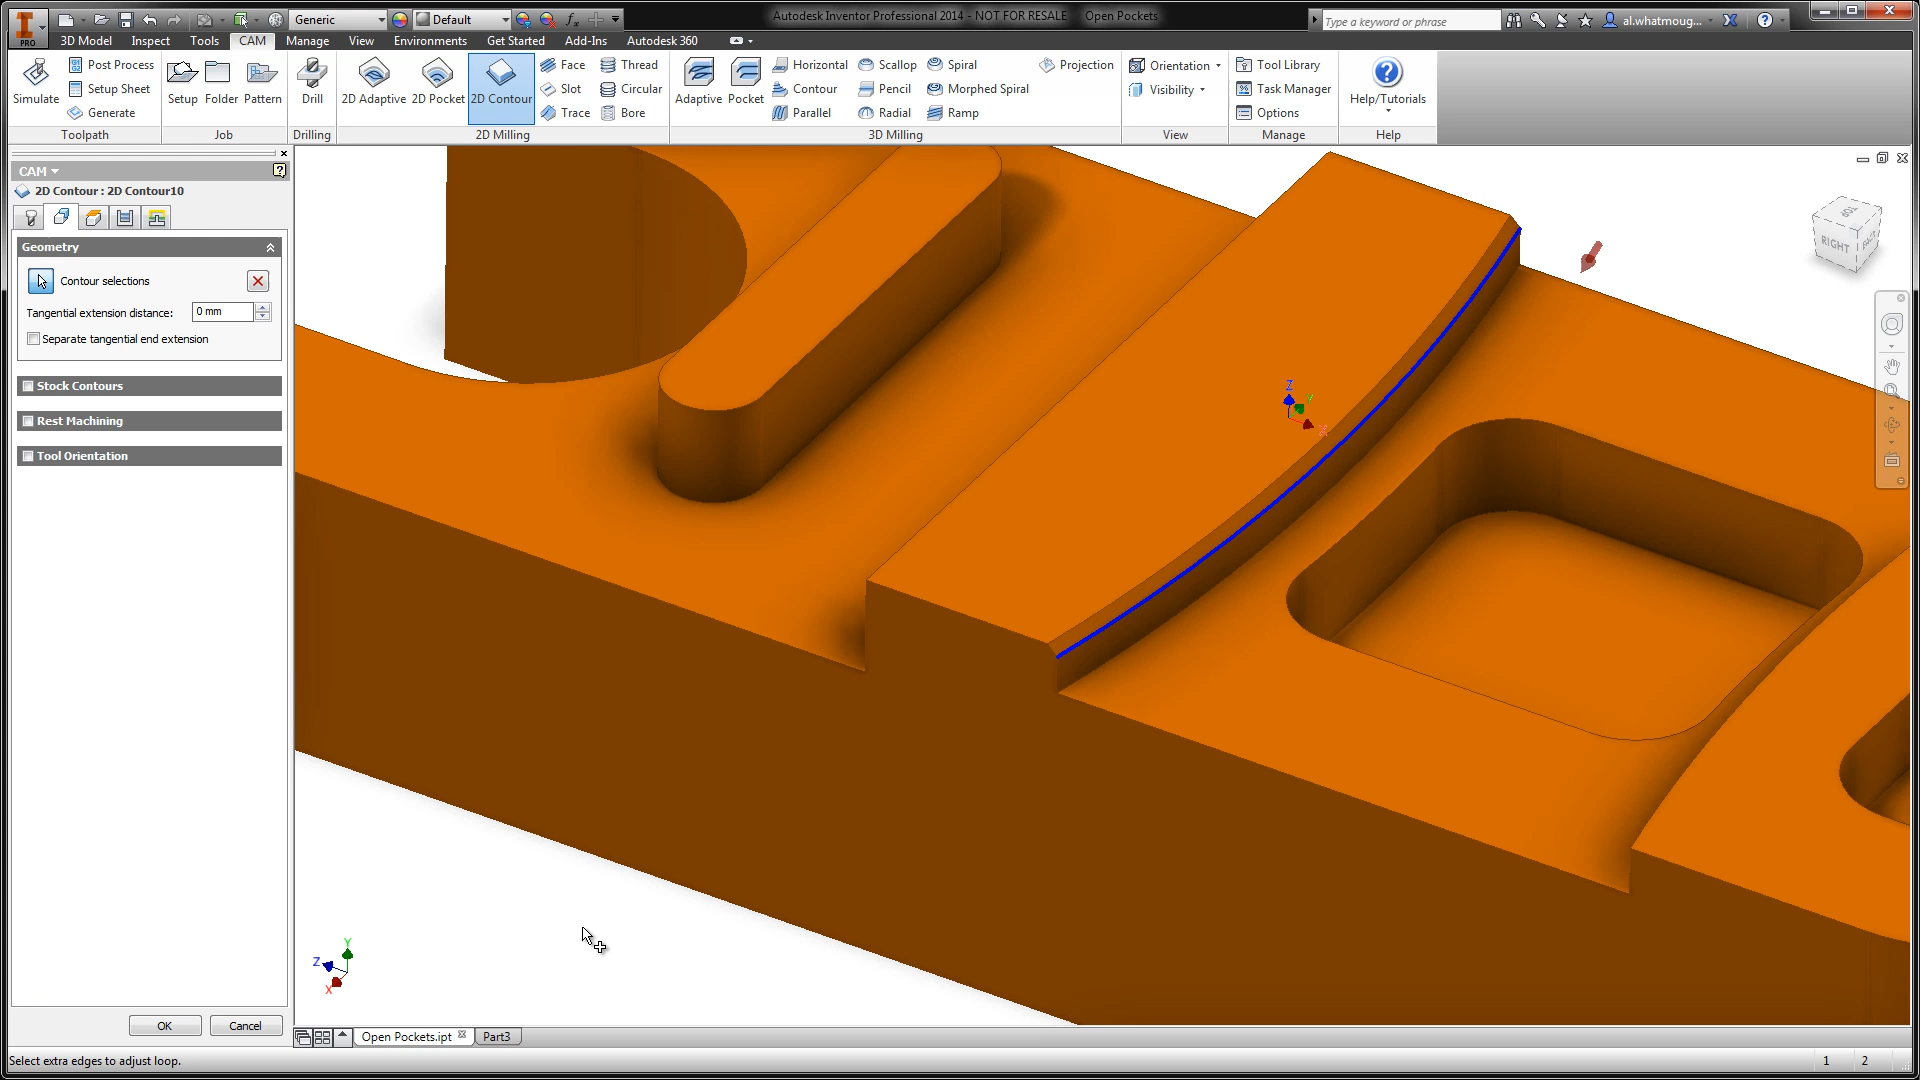 Generic
Default
Autodesk Inventor Professional 2014 - NOT FOR RESALE Open Pockets
Type a keyword or phrase
al.whatmoug...
PRO
3D Model Inspect Tools CAM Manage View Environments Get Started Add-Ins Autodesk 360
Simulate
Post Process
Setup Sheet
Generate
Toolpath
Setup Folder Pattern
Job
Drill
Drilling
2D Adaptive 2D Pocket 2D Contour
Face
Slot
Trace
Thread
Circular
Bore
2D Milling
Adaptive Pocket
Horizontal
Contour
Parallel
Scallop
Pencil
Radial
Spiral
Morphed Spiral
Ramp
Projection
3D Milling
Orientation
Visibility
View
Tool Library
Task Manager
Options
Manage
Help/Tutorials
Help
CAM
2D Contour : 2D Contour10
Geometry
Contour selections
Tangential extension distance: 0 mm
Separate tangential end extension
Stock Contours
Rest Machining
Tool Orientation
OK Cancel
TOP
RIGHT
Z
Y
X
Y
Z
X
Open Pockets.ipt
Part3
Select extra edges to adjust loop.
1 2